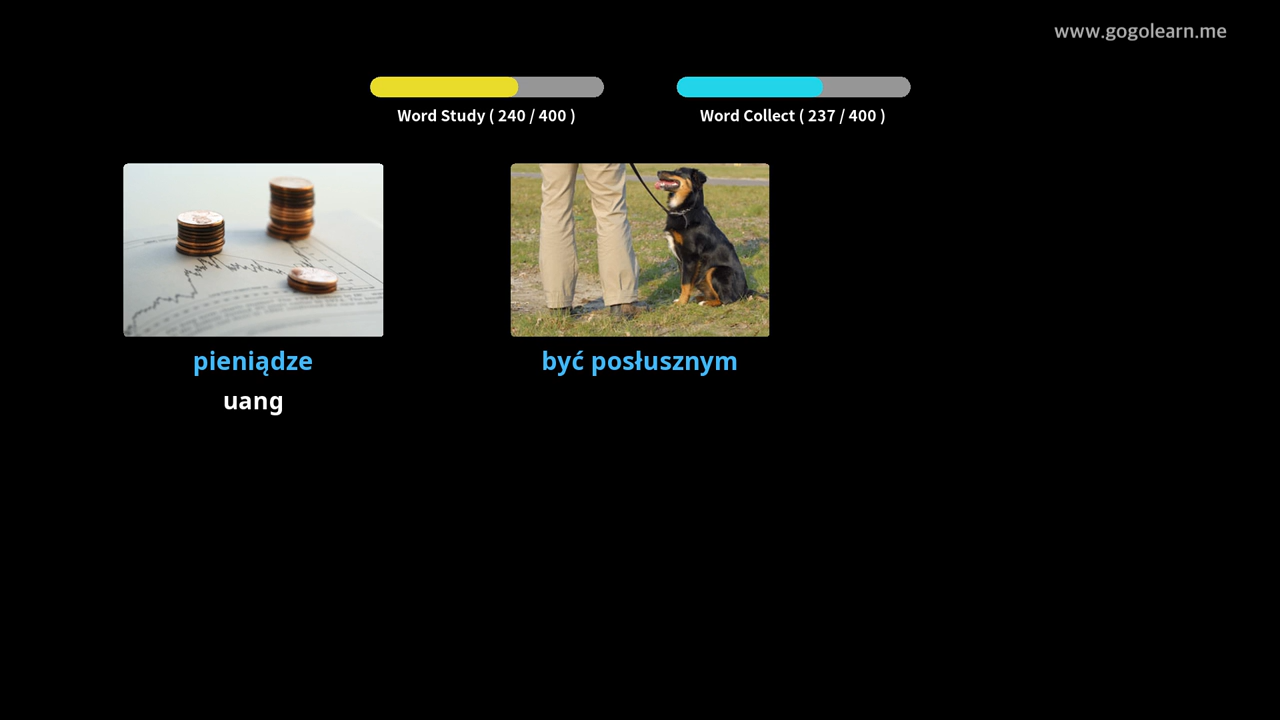 www.gogolearn.me
Word Study ( 240 / 400 )
Word Collect ( 237 / 400 )
pieniądze
być posłusznym
uang